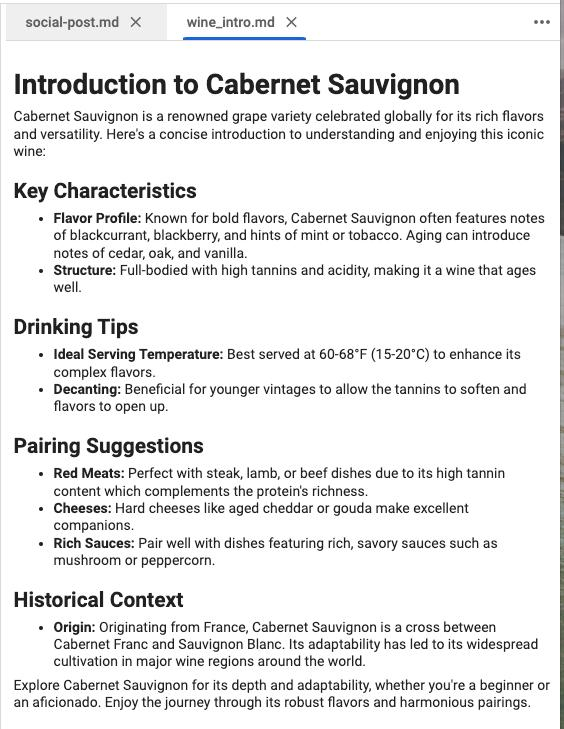 social-post.md
wine_intro.md
Introduction to Cabernet Sauvignon
Cabernet Sauvignon is a renowned grape variety celebrated globally for its rich flavors
and versatility. Here's a concise introduction to understanding and enjoying this iconic
wine:
Key Characteristics
• Flavor Profile: Known for bold flavors, Cabernet Sauvignon often features notes
of blackcurrant, blackberry, and hints of mint or tobacco. Aging can introduce
notes of cedar, oak, and vanilla.
• Structure: Full-bodied with high tannins and acidity, making it a wine that ages
well.
Drinking Tips
• Ideal Serving Temperature: Best served at 60-68°F (15-20°C) to enhance its
complex flavors.
• Decanting: Beneficial for younger vintages to allow the tannins to soften and
flavors to open up.
Pairing Suggestions
• Red Meats: Perfect with steak, lamb, or beef dishes due to its high tannin
content which complements the protein's richness.
• Cheeses: Hard cheeses like aged cheddar or gouda make excellent
companions.
• Rich Sauces: Pair well with dishes featuring rich, savory sauces such as
mushroom or peppercorn.
Historical Context
• Origin: Originating from France, Cabernet Sauvignon is a cross between
Cabernet Franc and Sauvignon Blanc. Its adaptability has led to its widespread
cultivation in major wine regions around the world.
Explore Cabernet Sauvignon for its depth and adaptability, whether you're a beginner or
an aficionado. Enjoy the journey through its robust flavors and harmonious pairings.